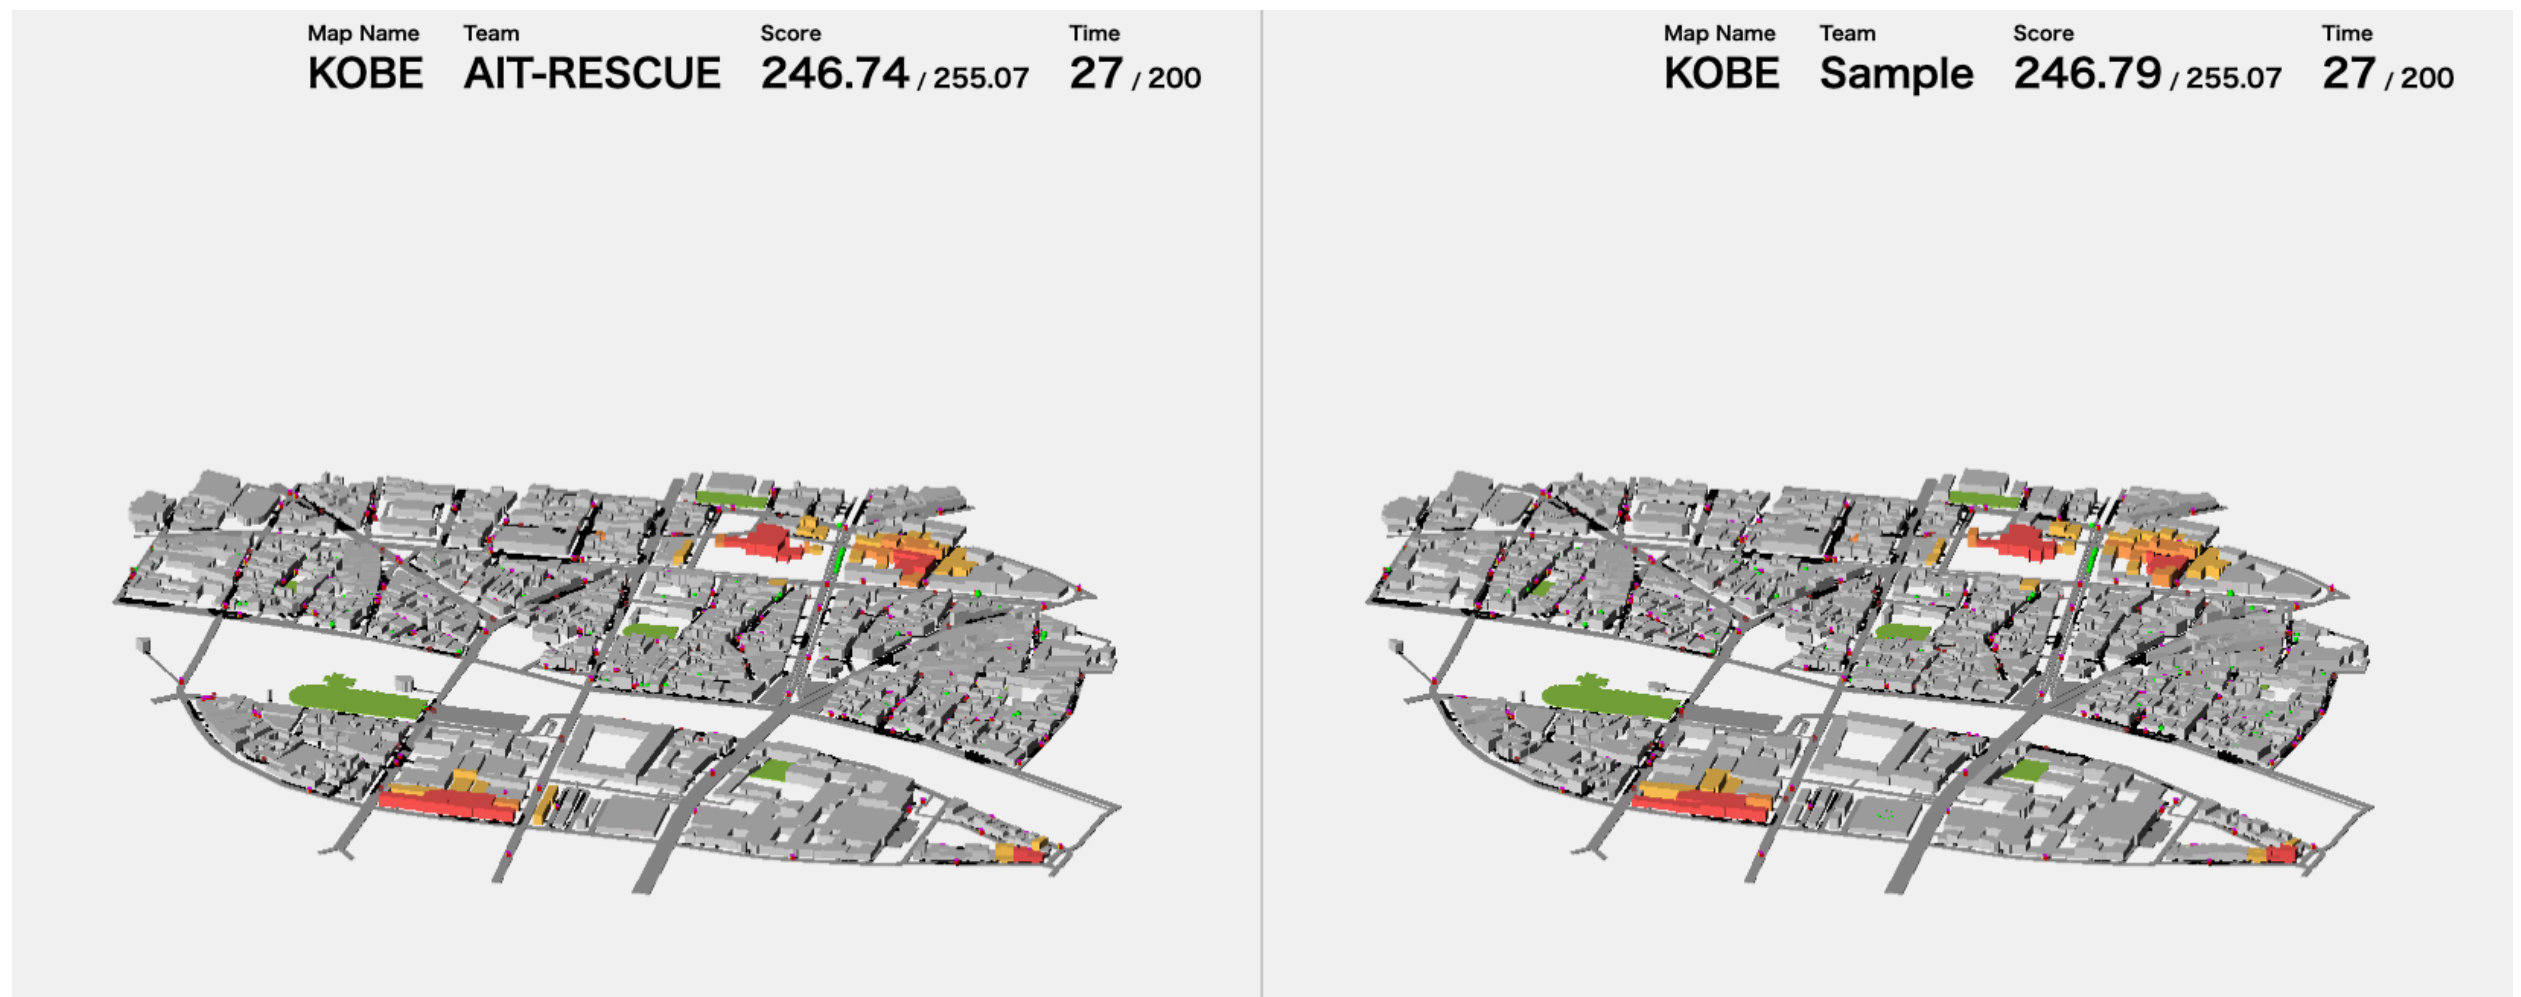 Map Name Team Score Time
KOBE AIT-RESCUE 246.74 / 255.07 27 / 200
Map Name Team Score Time
KOBE Sample 246.79 / 255.07 27 / 200